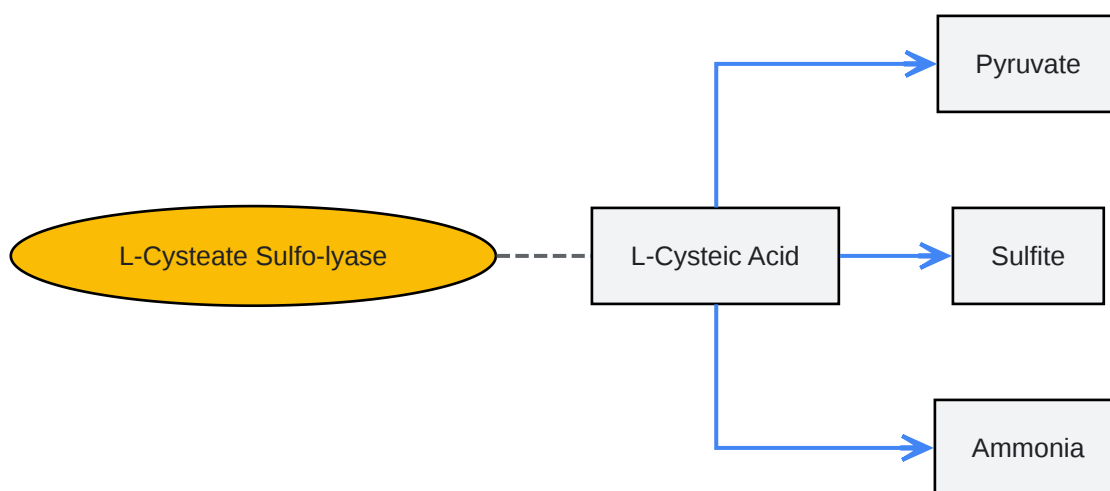 Pyruvate
L-Cysteate Sulfo-lyase
L-Cysteic Acid
Sulfite
Ammonia